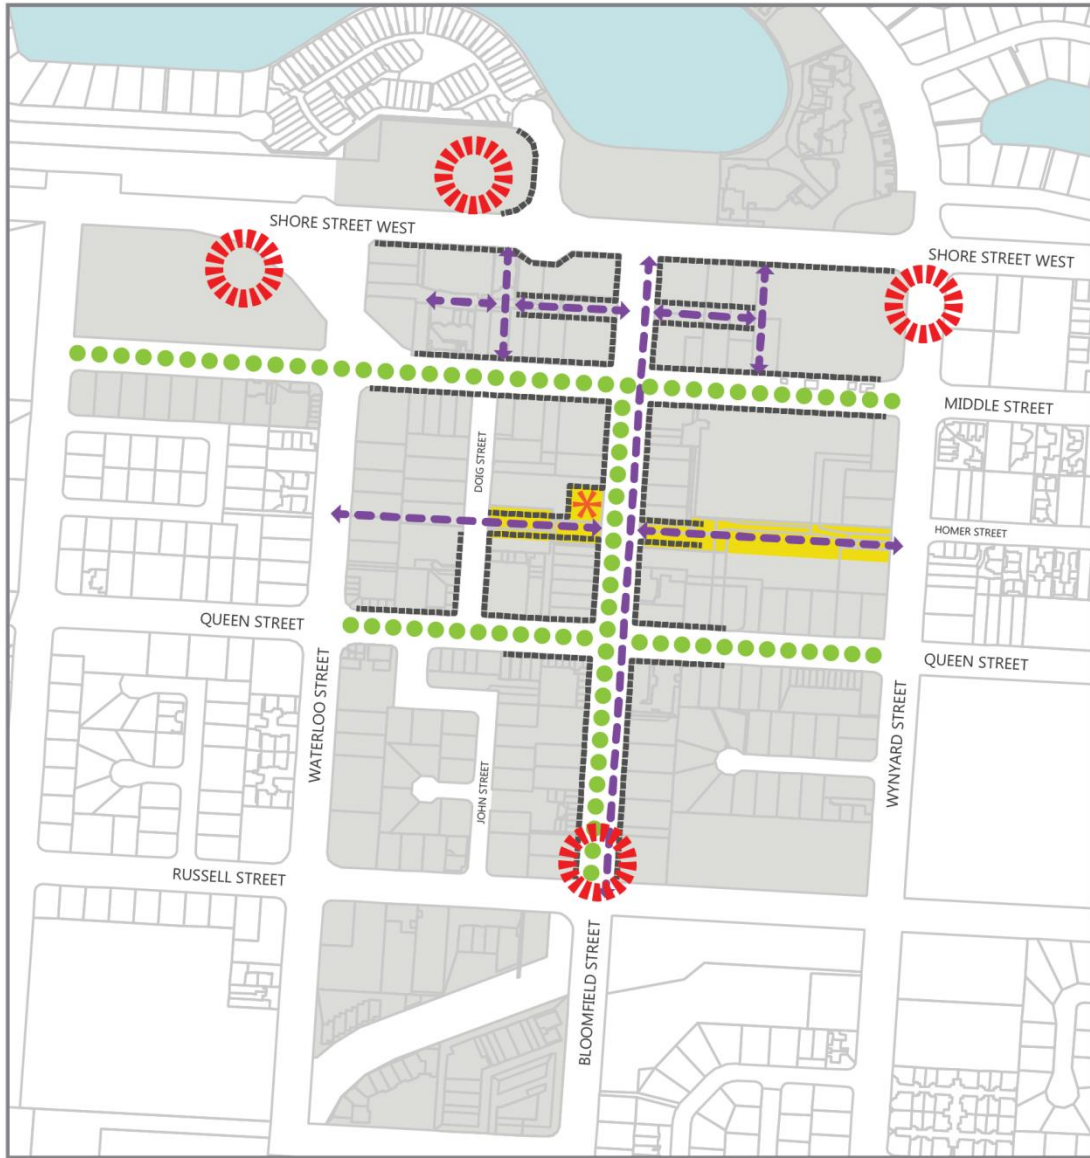 SHORE STREET WEST
SHORE STREET WEST
MIDDLE STREET
DOIG STREET
HOMER STREET
QUEEN STREET
QUEEN STREET
WATERLOO STREET
WYNYARD STREET
JOHN STREET
RUSSELL STREET
BLOOMFIELD STREET